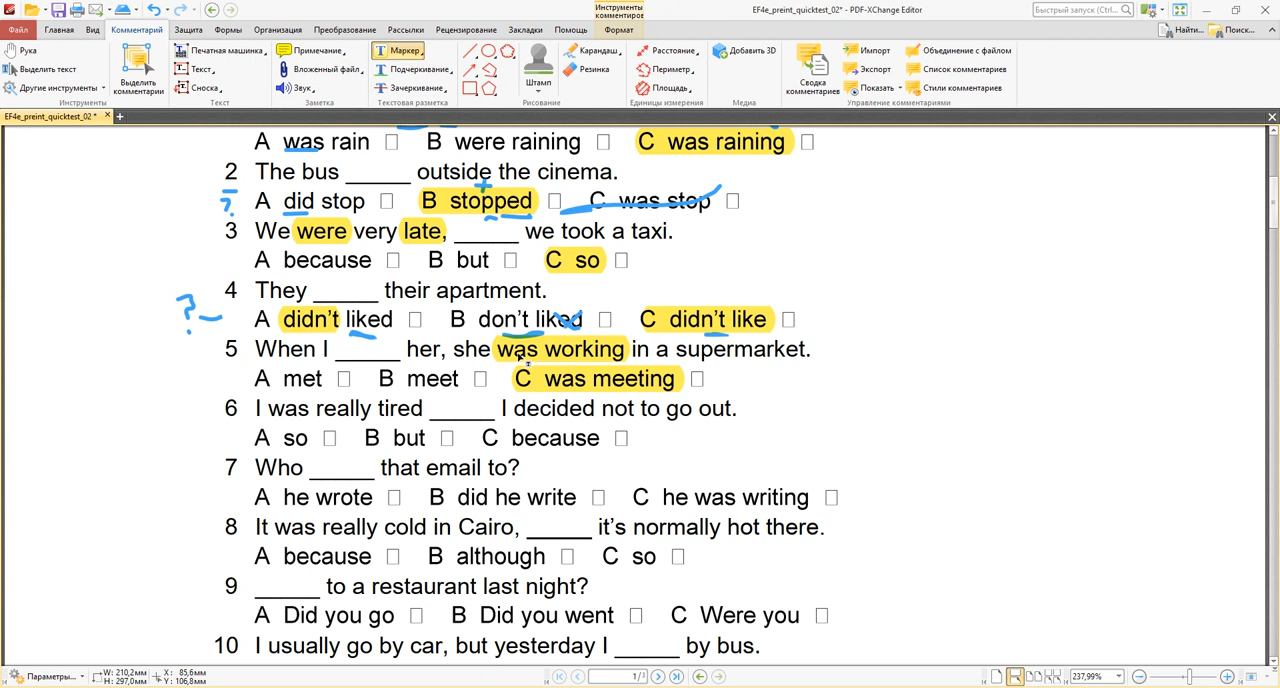 Инструменты комментиров
EF4e_preint_quicktest_02* - PDF-XChange Editor
Быстрый запуск (Ctrl...
Файл Главная Вид Комментарий Защита Формы Организация Преобразование Рассылки Рецензирование Закладки Помощь Формат
Найти... Поиск...
Рука
Выделить текст
Другие инструменты
Инструменты
Выделить комментарии
Печатная машинка
Текст
Сноска
Текст
Примечание
Вложенный файл
Звук
Заметка
Маркер
Подчеркивание
Зачеркивание
Текстовая разметка
Карандаш
Резинка
Штамп
Рисование
Расстояние
Периметр
Площадь
Единицы измерения
Добавить 3D
Медиа
Сводка комментариев
Импорт
Экспорт
Показать
Объединение с файлом
Список комментариев
Стили комментариев
Управление комментариями
EF4e_preint_quicktest_02 *
A was rain B were raining C was raining
2 The bus _____ outside the cinema.
A did stop B stopped C was stop
3 We were very late, _____ we took a taxi.
A because B but C so
4 They _____ their apartment.
A didn't liked B don't liked C didn't like
5 When I _____ her, she was working in a supermarket.
A met B meet C was meeting
6 I was really tired _____ I decided not to go out.
A so B but C because
7 Who _____ that email to?
A he wrote B did he write C he was writing
8 It was really cold in Cairo, _____ it's normally hot there.
A because B although C so
9 _____ to a restaurant last night?
A Did you go B Did you went C Were you
10 I usually go by car, but yesterday I _____ by bus.
Параметры...
W: 210,2мм
H: 297,0мм
X: 85,6мм
Y: 106,8мм
237,99%